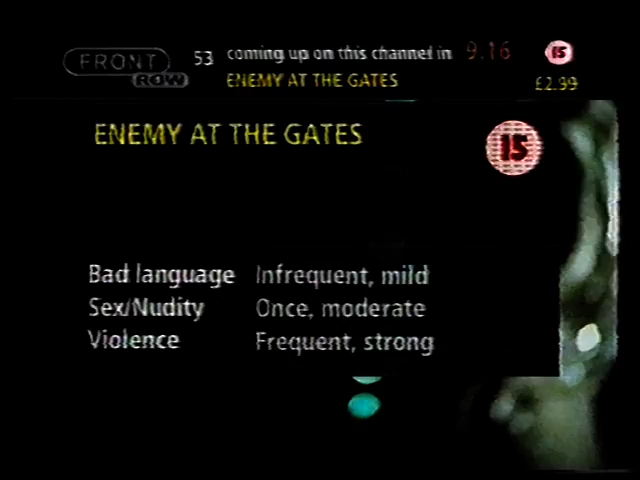 FRONT ROW 53 coming up on this channel in 9.16 15
ENEMY AT THE GATES £2.99
ENEMY AT THE GATES 15
Bad language Infrequent, mild
Sex/Nudity Once, moderate
Violence Frequent, strong